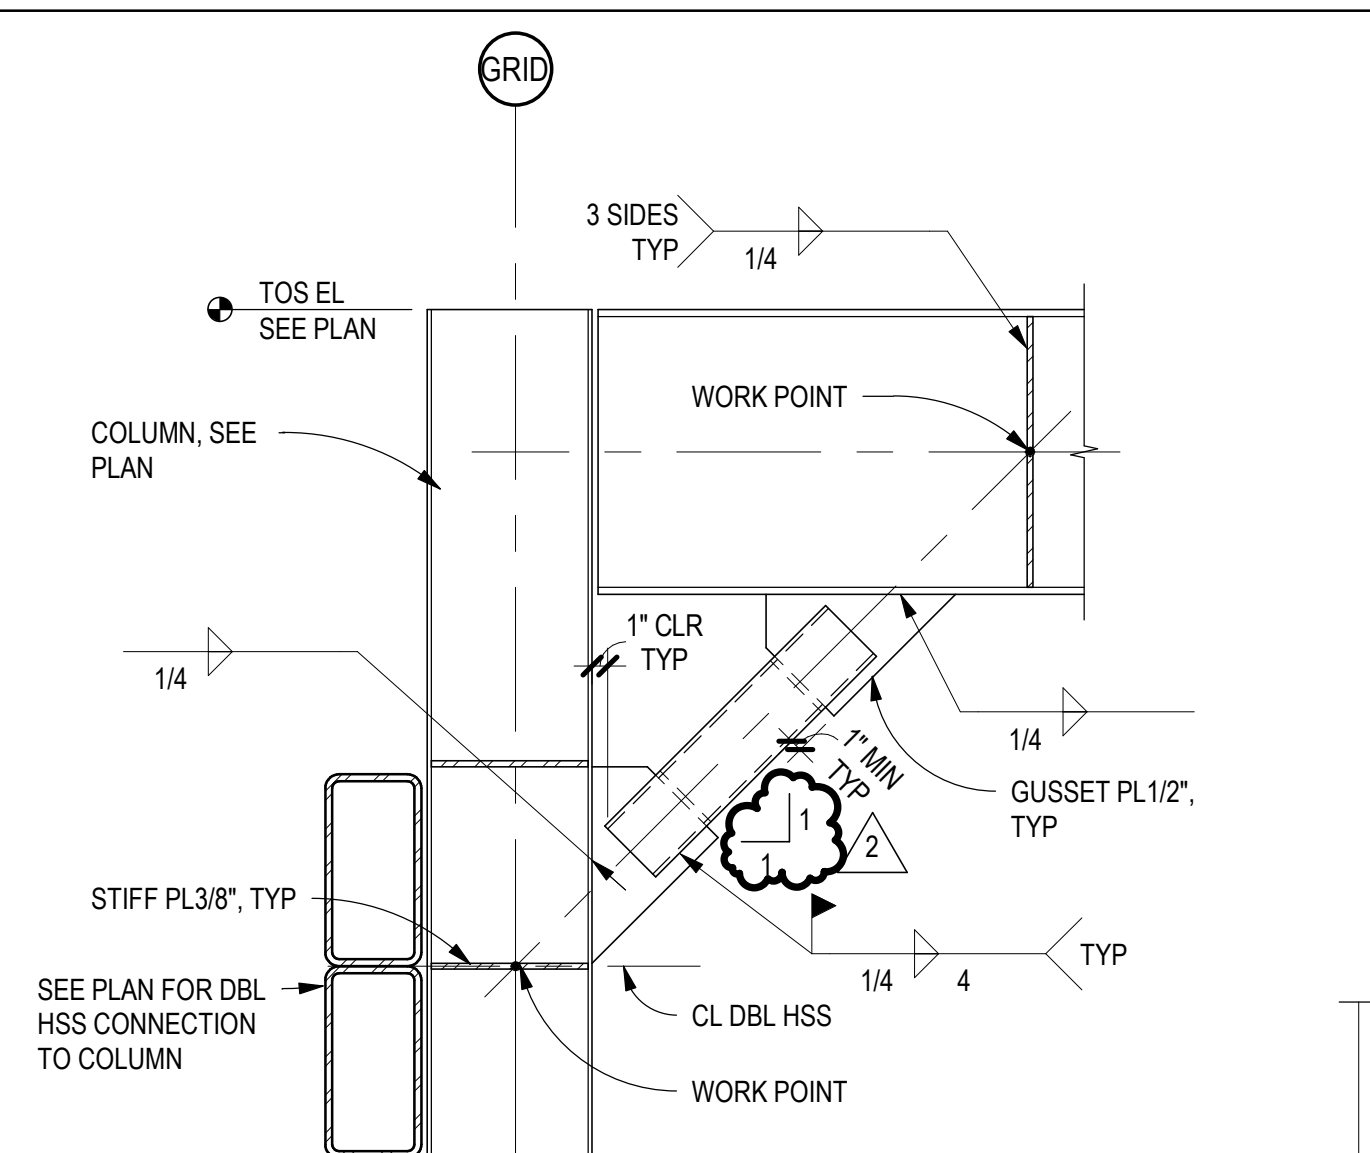 GRID
3 SIDES
TYP
1/4
TOS EL
SEE PLAN
WORK POINT
COLUMN, SEE
PLAN
1" CLR
TYP
1/4
1/4
1" MIN
TYP
GUSSET PL1/2",
TYP
1
1
2
STIFF PL3/8", TYP
TYP
1/4
4
SEE PLAN FOR DBL
HSS CONNECTION
TO COLUMN
CL DBL HSS
WORK POINT